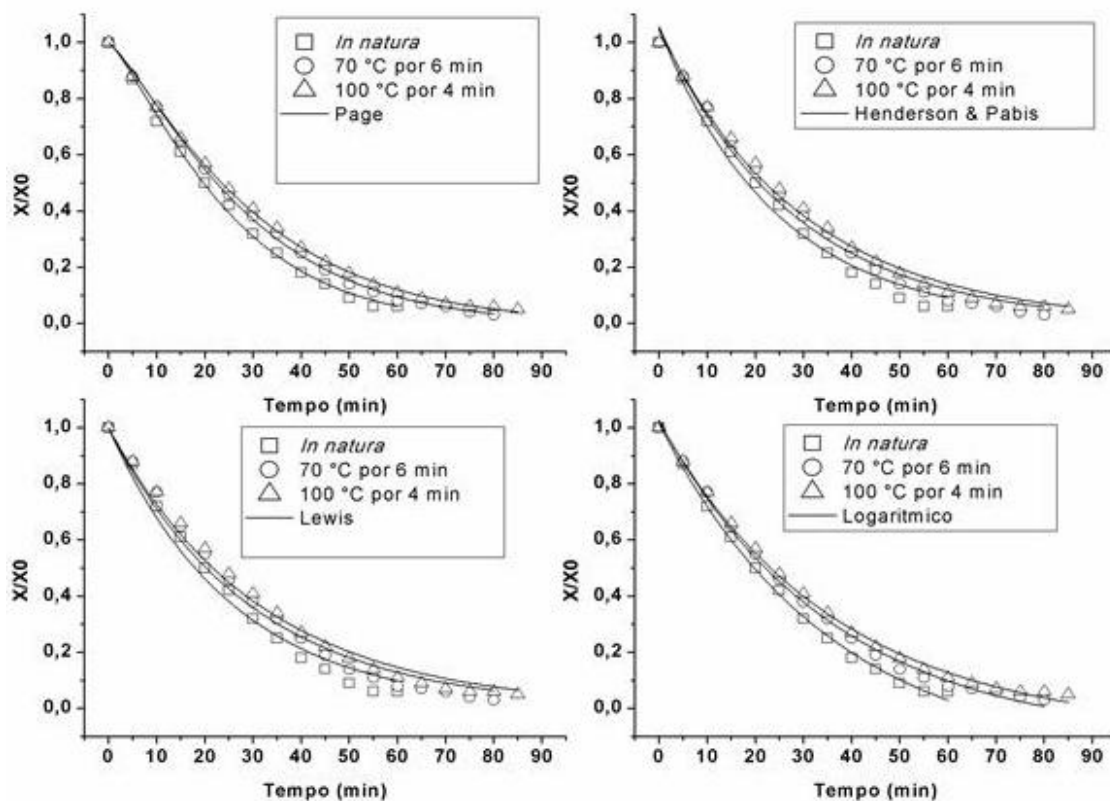 In natura
70 °C por 6 min
100 °C por 4 min
Page
X/X0
1,0
0,8
0,6
0,4
0,2
0,0
0 10 20 30 40 50 60 70 80 90
Tempo (min)
In natura
70 °C por 6 min
100 °C por 4 min
Henderson & Pabis
X/X0
1,0
0,8
0,6
0,4
0,2
0,0
0 10 20 30 40 50 60 70 80 90
Tempo (min)
In natura
70 °C por 6 min
100 °C por 4 min
Lewis
X/X0
1,0
0,8
0,6
0,4
0,2
0,0
0 10 20 30 40 50 60 70 80 90
Tempo (min)
In natura
70 °C por 6 min
100 °C por 4 min
Logaritmico
X/X0
1,0
0,8
0,6
0,4
0,2
0,0
0 10 20 30 40 50 60 70 80 90
Tempo (min)